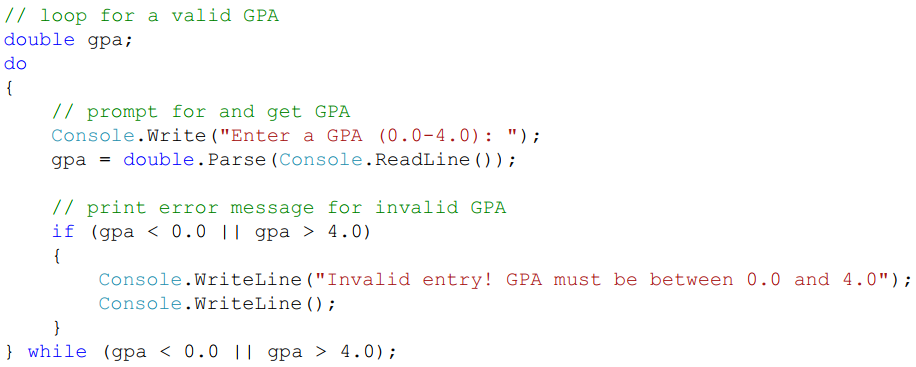 // loop for a valid GPA
double gpa;
do
{
    // prompt for and get GPA
    Console.Write("Enter a GPA (0.0-4.0): ");
    gpa = double.Parse(Console.ReadLine());

    // print error message for invalid GPA
    if (gpa < 0.0 || gpa > 4.0)
    {
        Console.WriteLine("Invalid entry! GPA must be between 0.0 and 4.0");
        Console.WriteLine();
    }
} while (gpa < 0.0 || gpa > 4.0);